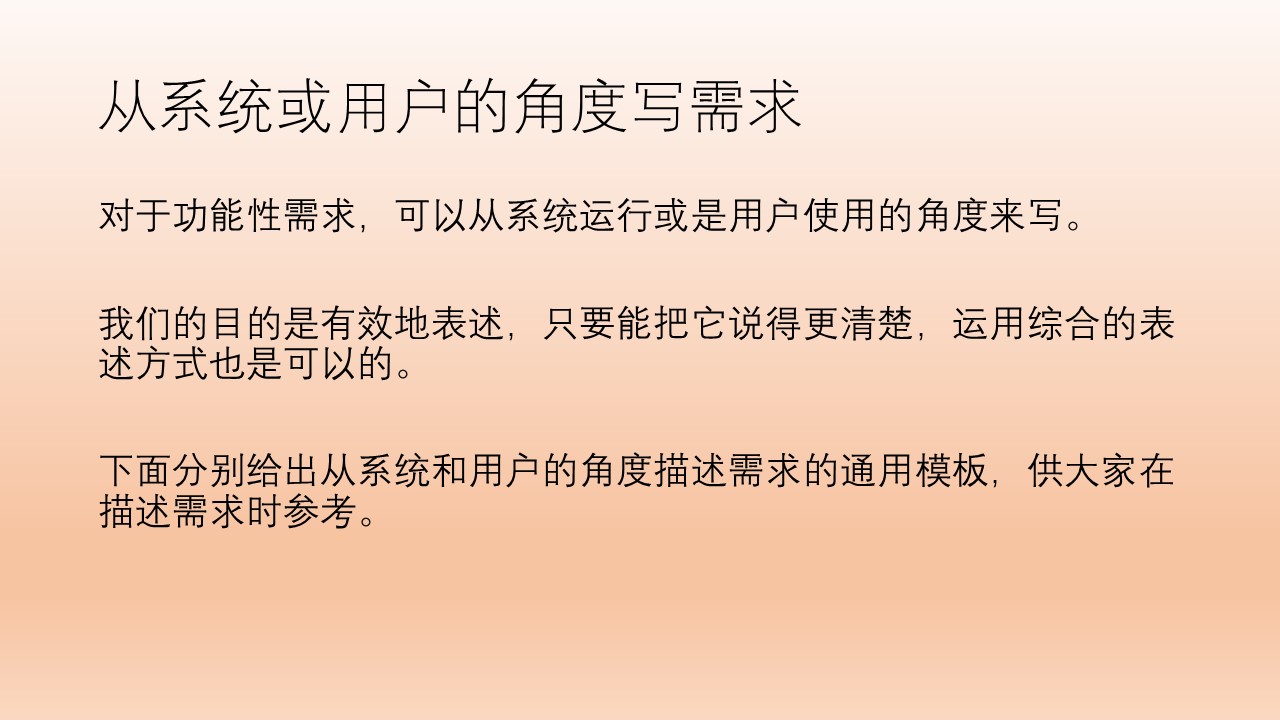 从系统或用户的角度写需求
对于功能性需求，可以从系统运行或是用户使用的角度来写。
我们的目的是有效地表述，只要能把它说得更清楚，运用综合的表
述方式也是可以的。
下面分别给出从系统和用户的角度描述需求的通用模板，供大家在
描述需求时参考。